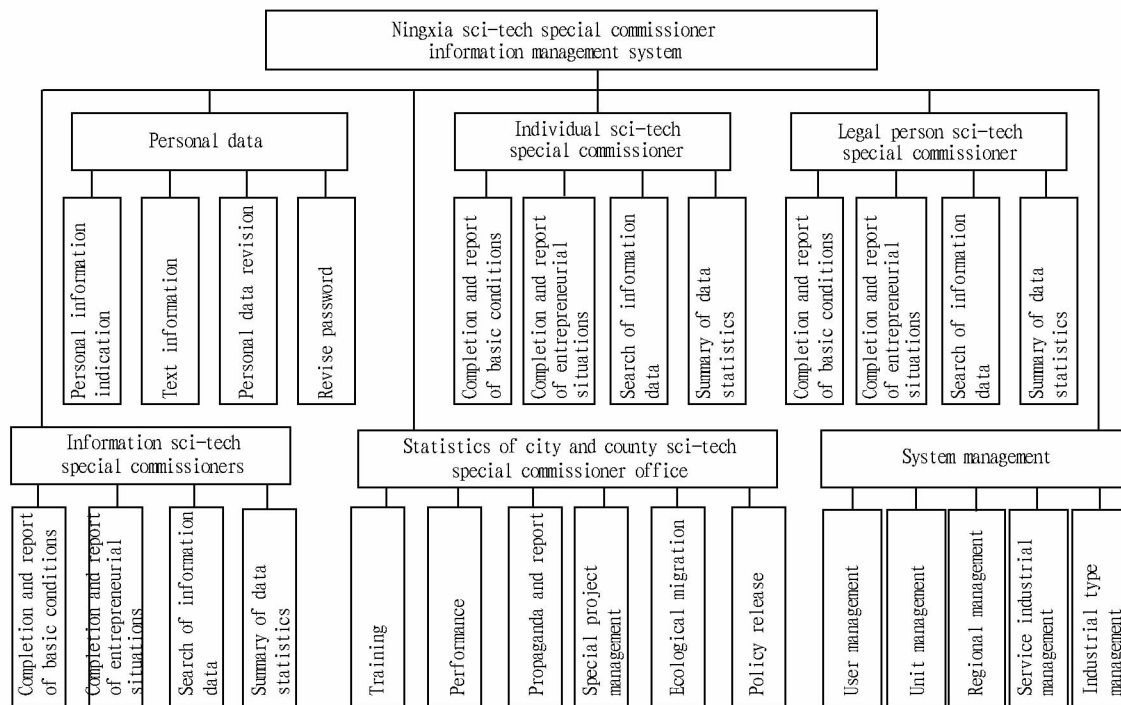 Ningxia sci-tech special commissioner
information management system
Personal data
Individual sci-tech
special commissioner
Legal person sci-tech
special commissioner
Personal information
indication
Text information
Personal data revision
Revise password
Completion and report
of basic conditions
Completion and report
of entrepreneurial
situations
Search of information
data
Summary of data
statistics
Completion and report
of basic conditions
Completion and report
of entrepreneurial
situations
Search of information
data
Summary of data
statistics
Information sci-tech
special commissioners
Statistics of city and county sci-tech
special commissioner office
System management
Completion and report
of basic conditions
Completion and report
of entrepreneurial
situations
Search of information
data
Summary of data
statistics
Training
Performance
Propaganda and report
Special project
management
Ecological migration
Policy release
User management
Unit management
Regional management
Service industrial
management
Industrial type
management